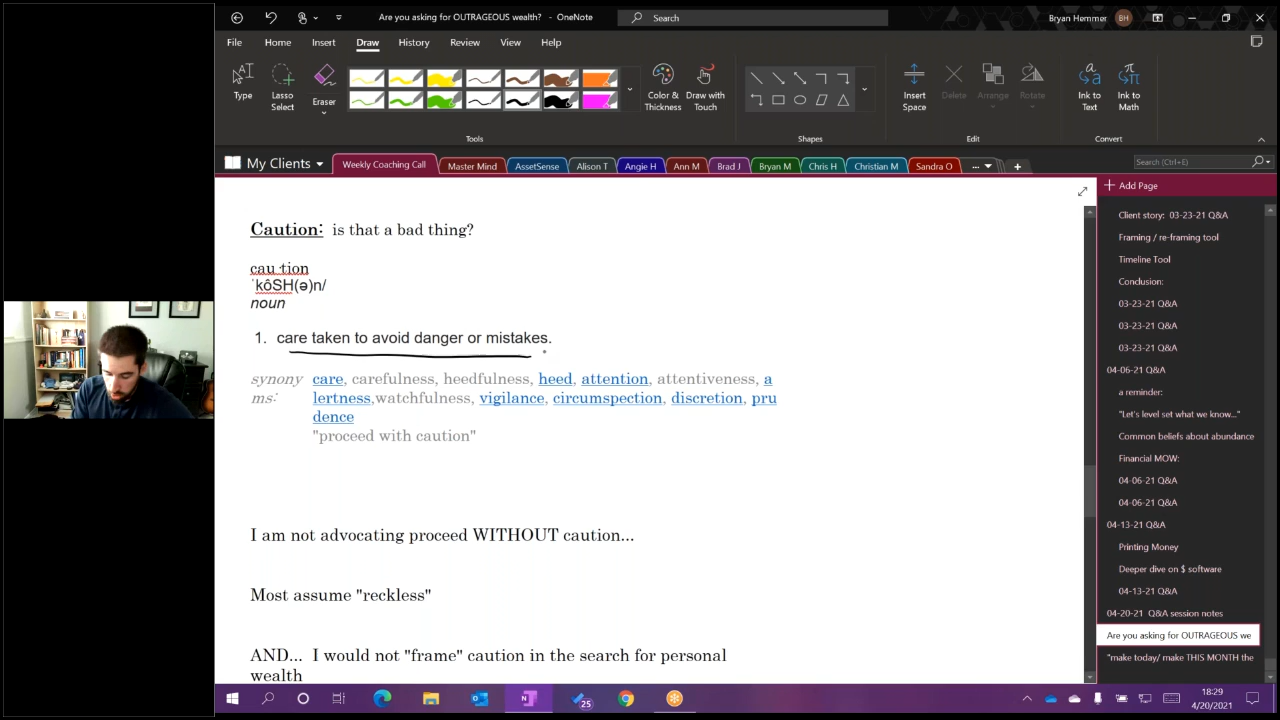 Are you asking for OUTRAGEOUS wealth? - OneNote
Search
Bryan Hemmer
BH
File Home Insert Draw History Review View Help
Type
Lasso Select
Eraser
Color & Thickness
Draw with Touch
Insert Space
Delete
Arrange
Rotate
Ink to Text
Ink to Math
Tools
Shapes
Edit
Convert
My Clients
Weekly Coaching Call
Master Mind
AssetSense
Alison T
Angie H
Ann M
Brad J
Bryan M
Chris H
Christian M
Sandra O
...
Search (Ctrl+E)
Caution: is that a bad thing?
cau·tion
ˈkôSH(ə)n/
noun
1. care taken to avoid danger or mistakes.
synony
ms:
care, carefulness, heedfulness, heed, attention, attentiveness, a
lertness,watchfulness, vigilance, circumspection, discretion, pru
dence
"proceed with caution"
I am not advocating proceed WITHOUT caution...
Most assume "reckless"
AND... I would not "frame" caution in the search for personal
wealth
Add Page
Client story: 03-23-21 Q&A
Framing / re-framing tool
Timeline Tool
Conclusion:
03-23-21 Q&A
03-23-21 Q&A
03-23-21 Q&A
04-06-21 Q&A
a reminder:
"Let's level set what we know..."
Common beliefs about abundance
Financial MOW:
04-06-21 Q&A
04-06-21 Q&A
04-13-21 Q&A
Printing Money
Deeper dive on $ software
04-13-21 Q&A
04-20-21 Q&A session notes
Are you asking for OUTRAGEOUS we
"make today/ make THIS MONTH the
25
18:29
4/20/2021